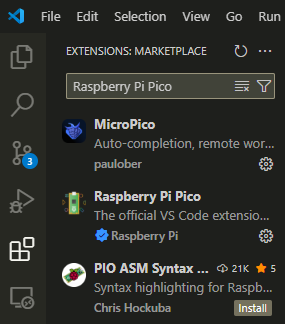 File Edit Selection View Go Run
EXTENSIONS: MARKETPLACE
Raspberry Pi Pico
MicroPico
Auto-completion, remote wor...
paulober
Raspberry Pi Pico
The official VS Code extensio...
Raspberry Pi
3
PIO ASM Syntax ... 21K 5
Syntax highlighting for Raspb...
Chris Hockuba Install